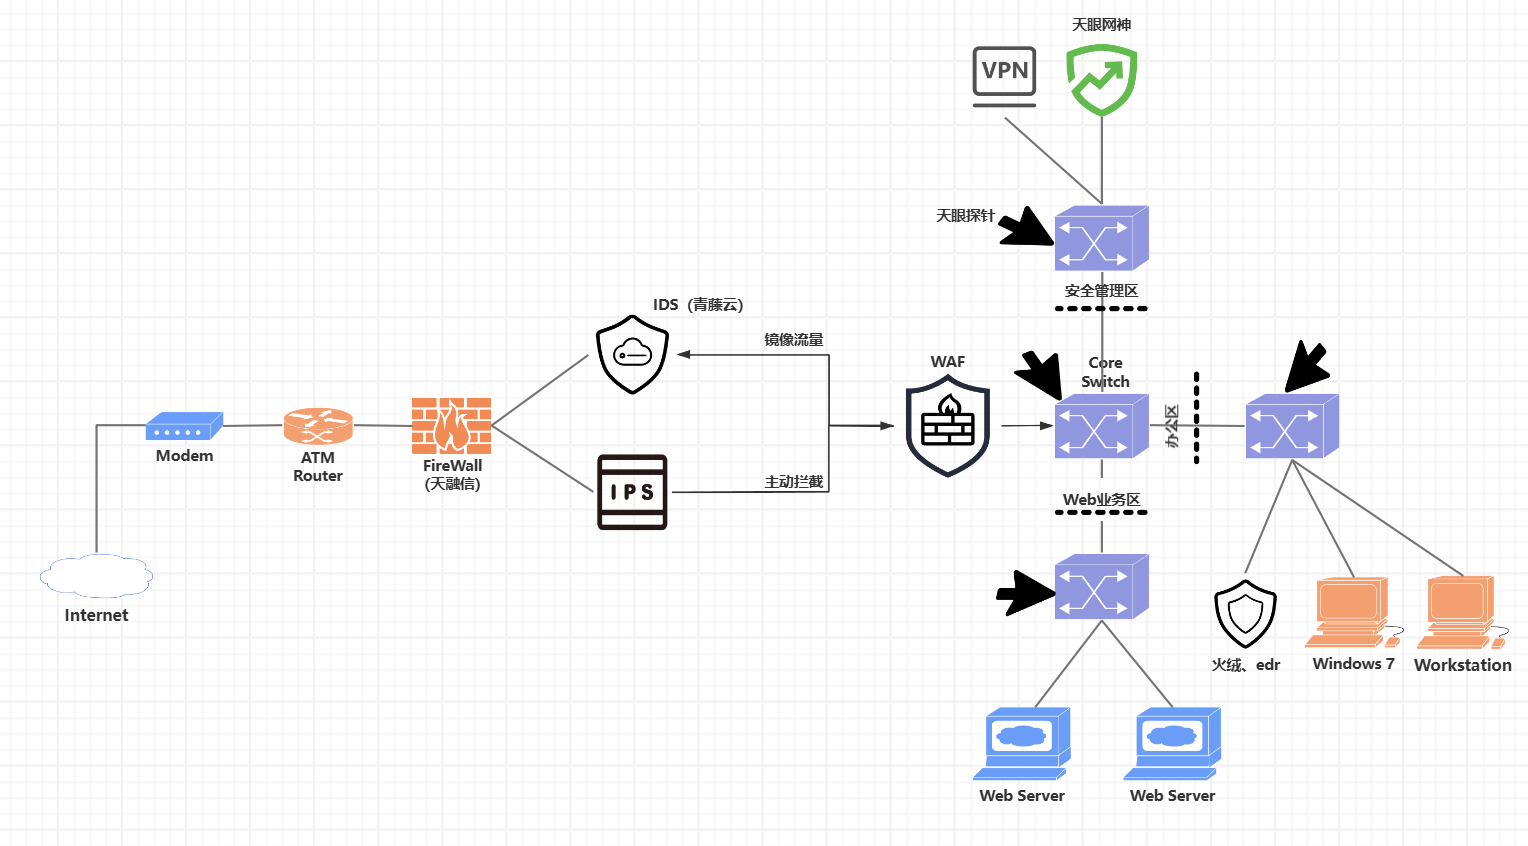 天眼网神
VPN
天眼探针
安全管理区
IDS（青藤云）
镜像流量
WAF
Core
Switch
办公区
Modem
ATM
Router
FireWall
(天融信)
IPS
主动拦截
Web业务区
Internet
火绒、edr
Windows 7
Workstation
Web Server
Web Server